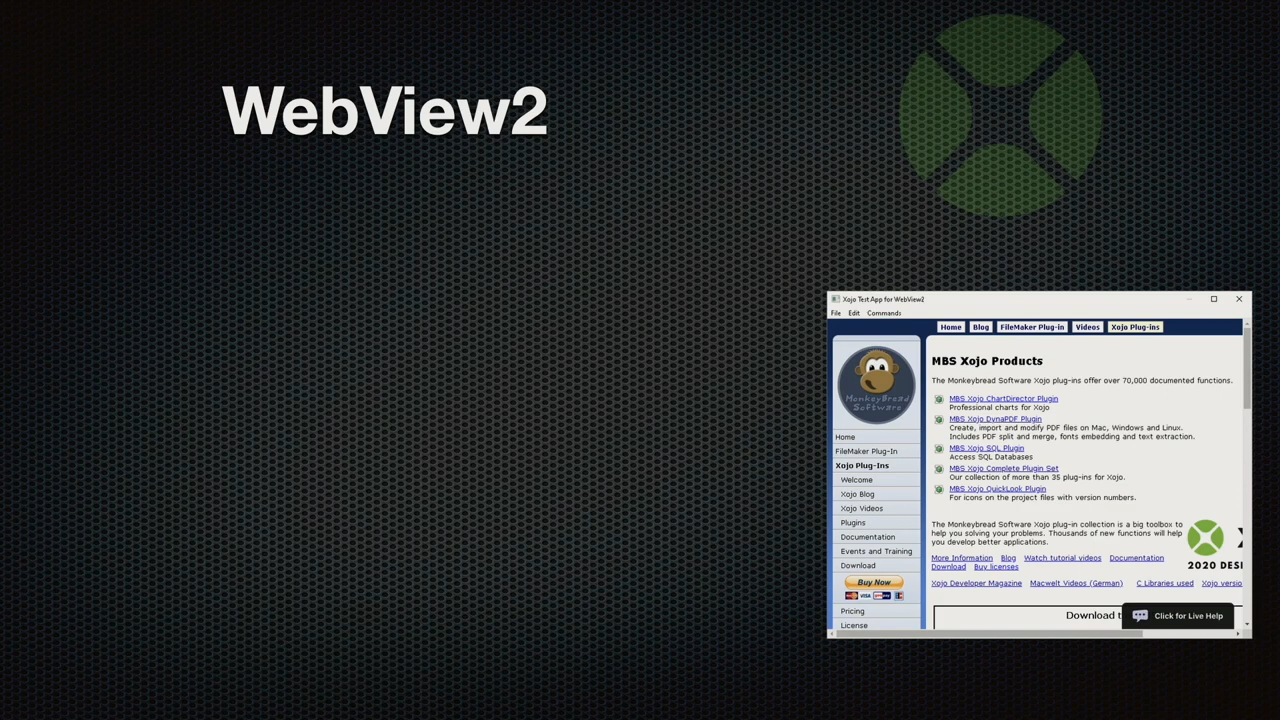 WebView2
Xojo Test App for WebView2
File Edit Commands
Home Blog FileMaker Plug-in Videos Xojo Plug-ins
MonkeyBread
Software
Home
FileMaker Plug-In
Xojo Plug-Ins
Welcome
Xojo Blog
Xojo Videos
Plugins
Documentation
Events and Training
Download
Buy Now
VISA
Pricing
License
MBS Xojo Products
The Monkeybread Software Xojo plug-ins offer over 70,000 documented functions.
MBS Xojo ChartDirector Plugin
Professional charts for Xojo
MBS Xojo DynaPDF Plugin
Create, import and modify PDF files on Mac, Windows and Linux.
Includes PDF split and merge, fonts embedding and text extraction.
MBS Xojo SQL Plugin
Access SQL Databases
MBS Xojo Complete Plugin Set
Our collection of more than 35 plug-ins for Xojo.
MBS Xojo QuickLook Plugin
For icons on the project files with version numbers.
The Monkeybread Software Xojo plug-in collection is a big toolbox to
help you solving your problems. Thousands of new functions will help
you develop better applications.
2020 DESI
More Information Blog Watch tutorial videos Documentation
Download Buy licenses
Xojo Developer Magazine Macwelt Videos (German) C Libraries used Xojo versio
Download t
Click for Live Help